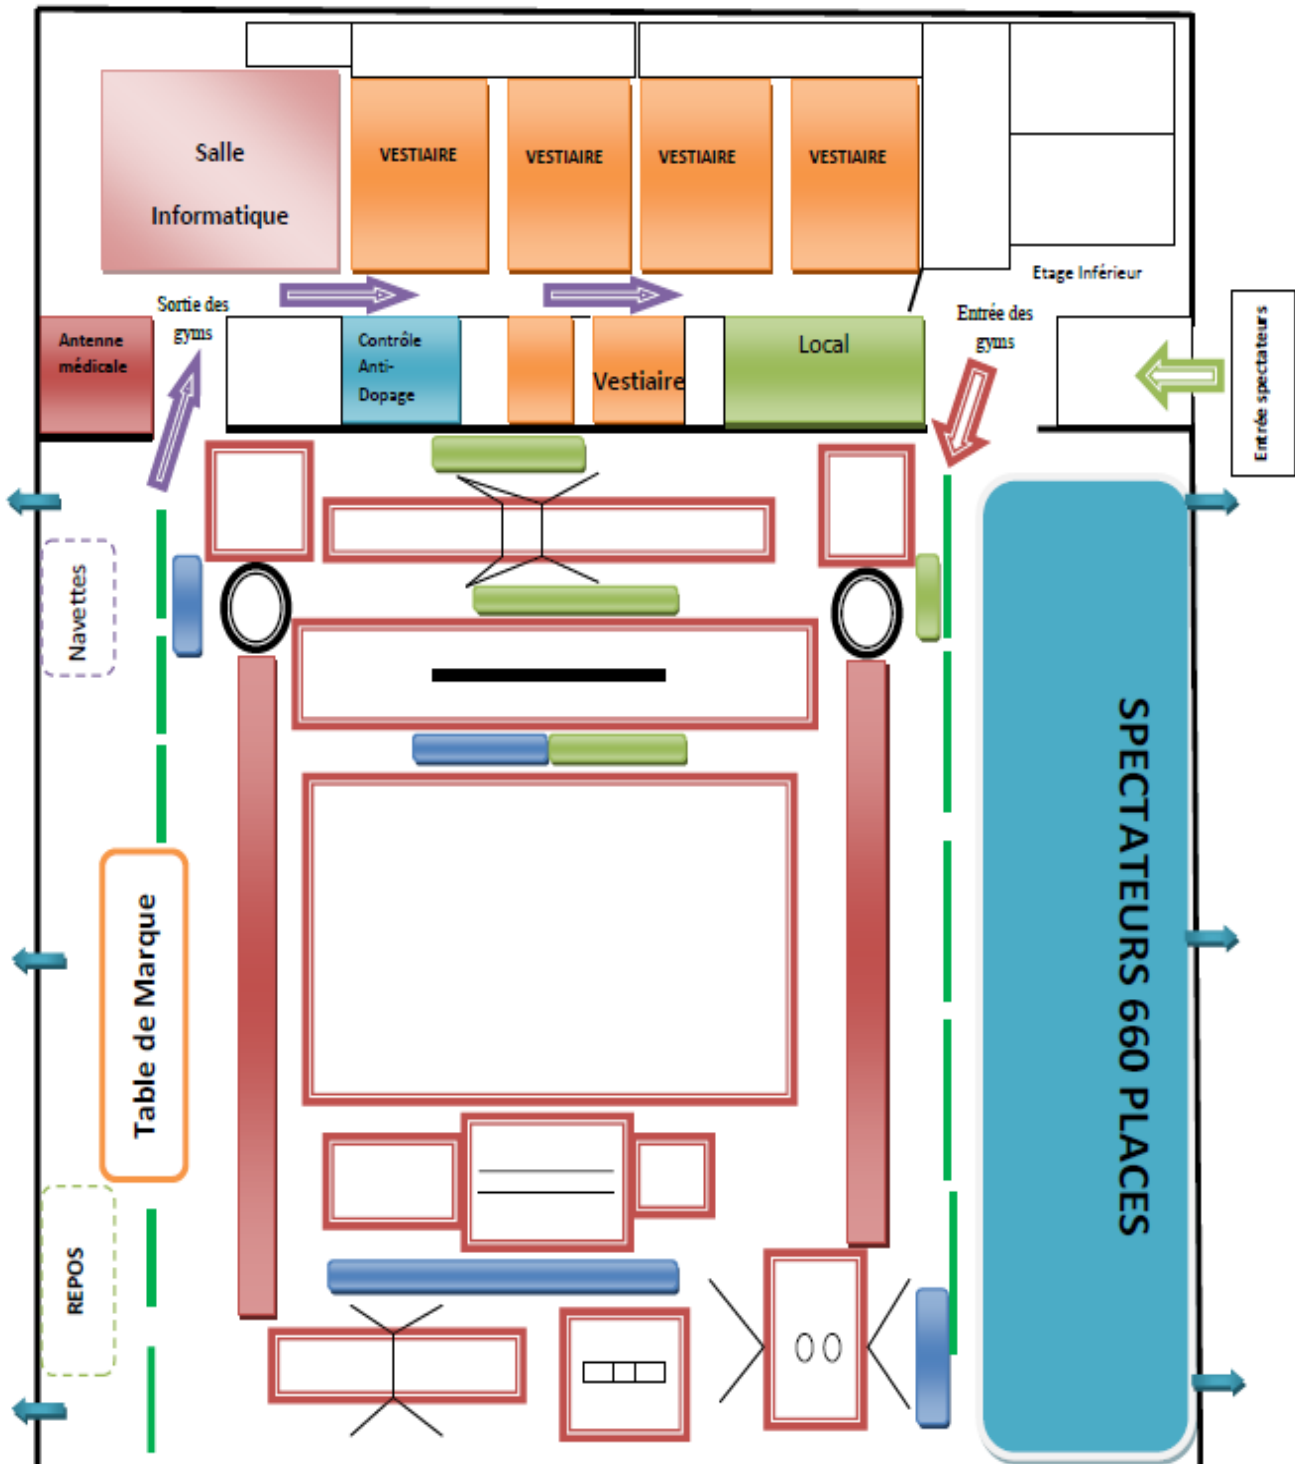 Salle
Informatique
VESTIAIRE
VESTIAIRE
VESTIAIRE
VESTIAIRE
Etage Inférieur
Sortie des
gyms
Entrée des
gyms
Antenne
médicale
Contrôle
Anti-
Dopage
Vestiaire
Local
Entrée spectateurs
Navettes
Table de Marque
REPOS
SPECTATEURS 660 PLACES